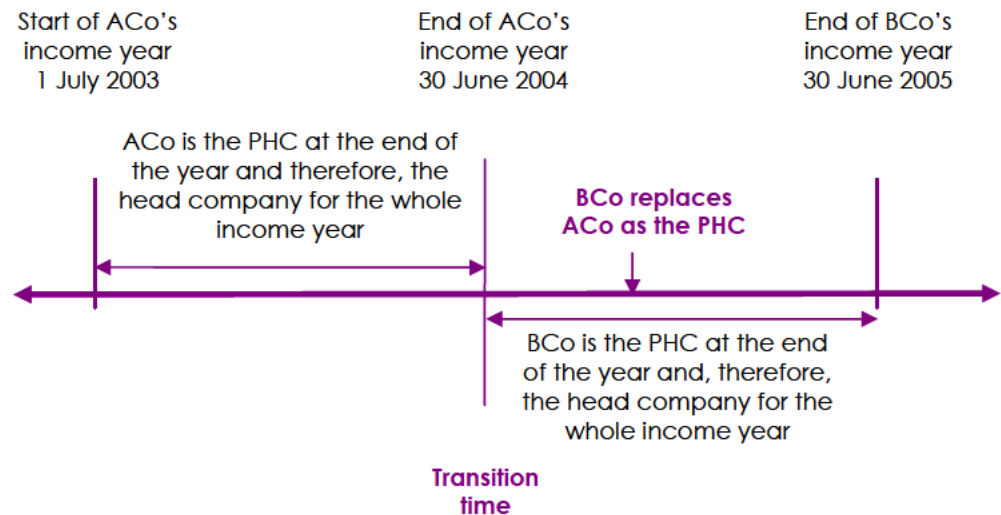 Start of ACo's
income year
1 July 2003
End of ACo's
income year
30 June 2004
End of BCo's
income year
30 June 2005
ACo is the PHC at the end of
the year and therefore, the
head company for the whole
income year
BCo replaces
ACo as the PHC
BCo is the PHC at the end
of the year and, therefore,
the head company for the
whole income year
Transition
time